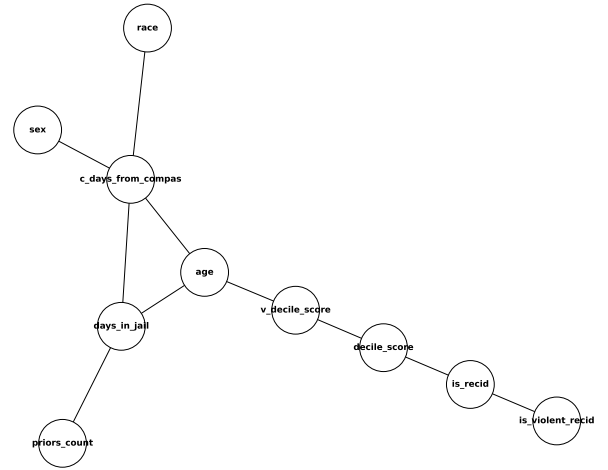 race
sex
c_days_from_compas
age
v_decile_score
days_in_jail
decile_score
is_recid
is_violent_recid
priors_count